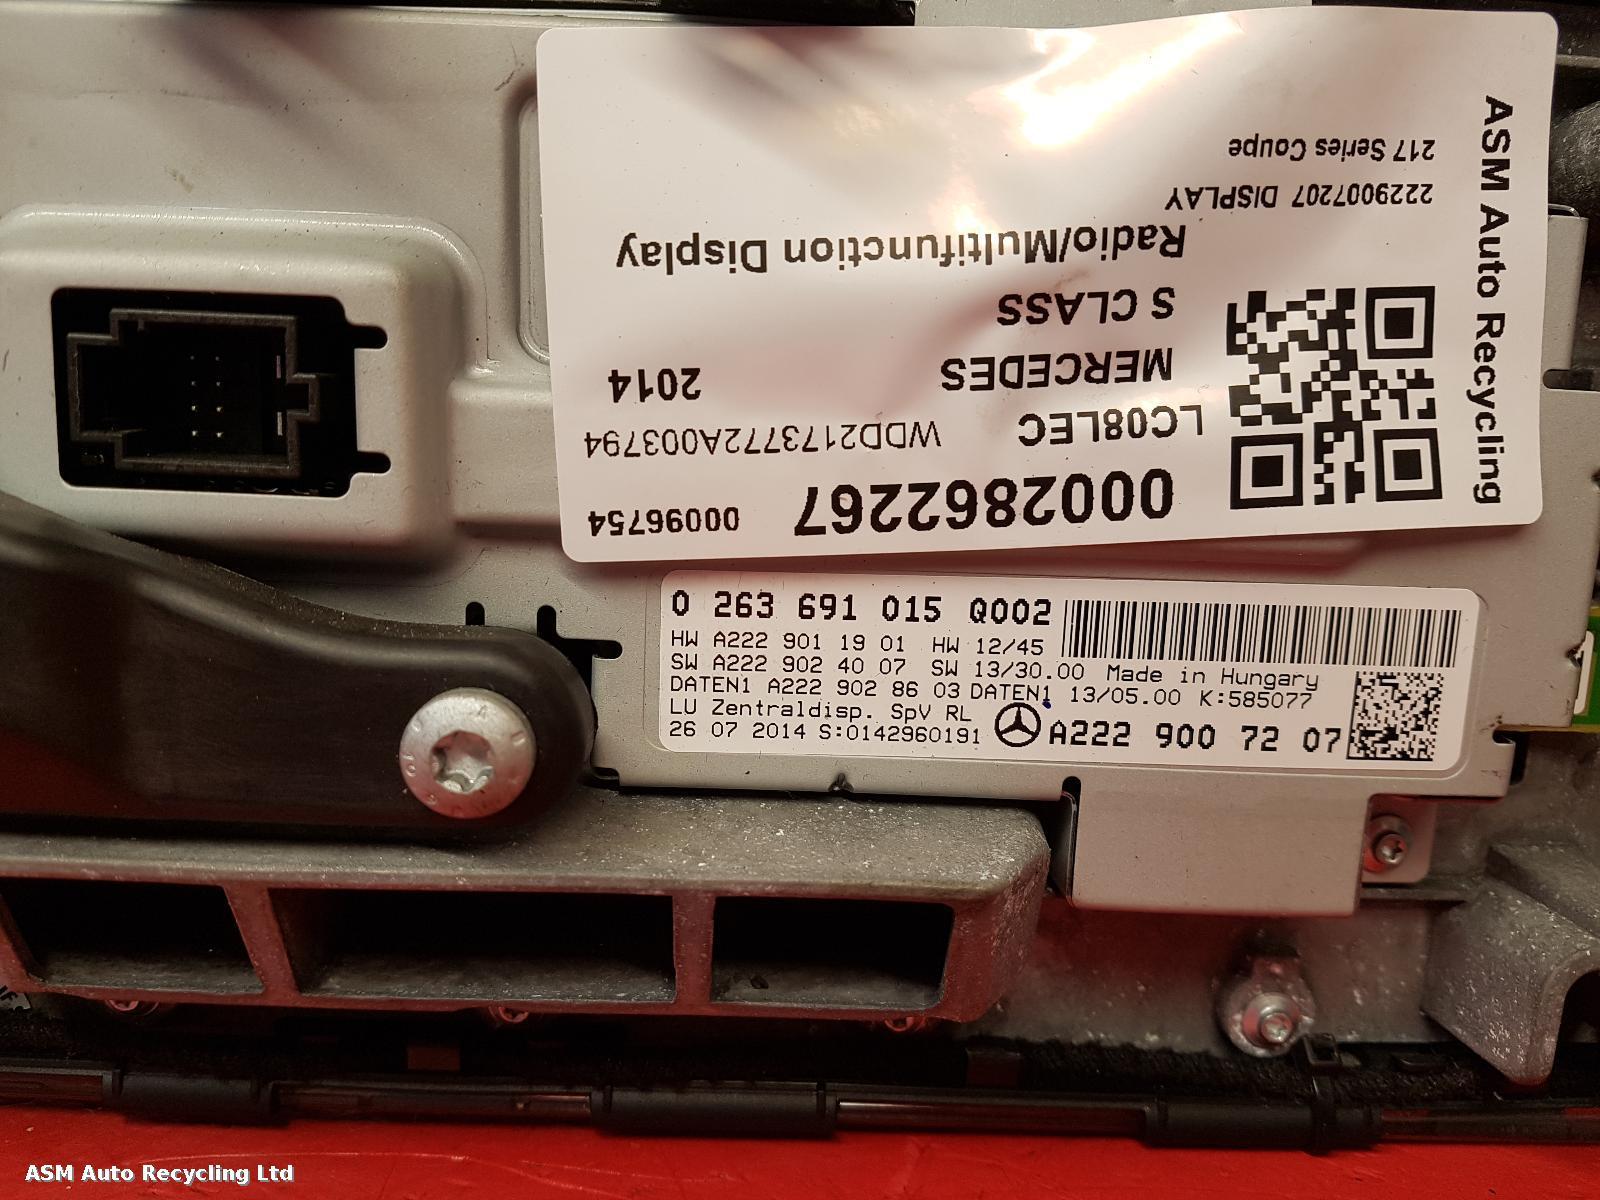 ASM Auto Recycling
0002862267 00096754
LC08LEC WDD2173772A003794
MERCEDES 2014
S CLASS
Radio/Multifunction Display
2229007207 DISPLAY
217 Series Coupe
0 263 691 015 Q002
HW A222 901 19 01 HW 12/45
SW A222 902 40 07 SW 13/30.00 Made in Hungary
DATEN1 A222 902 86 03 DATEN1 13/05.00 K:585077
LU Zentraldisp. SpV RL
26 07 2014 S:0142960191 A222 900 72 07
ASM Auto Recycling Ltd